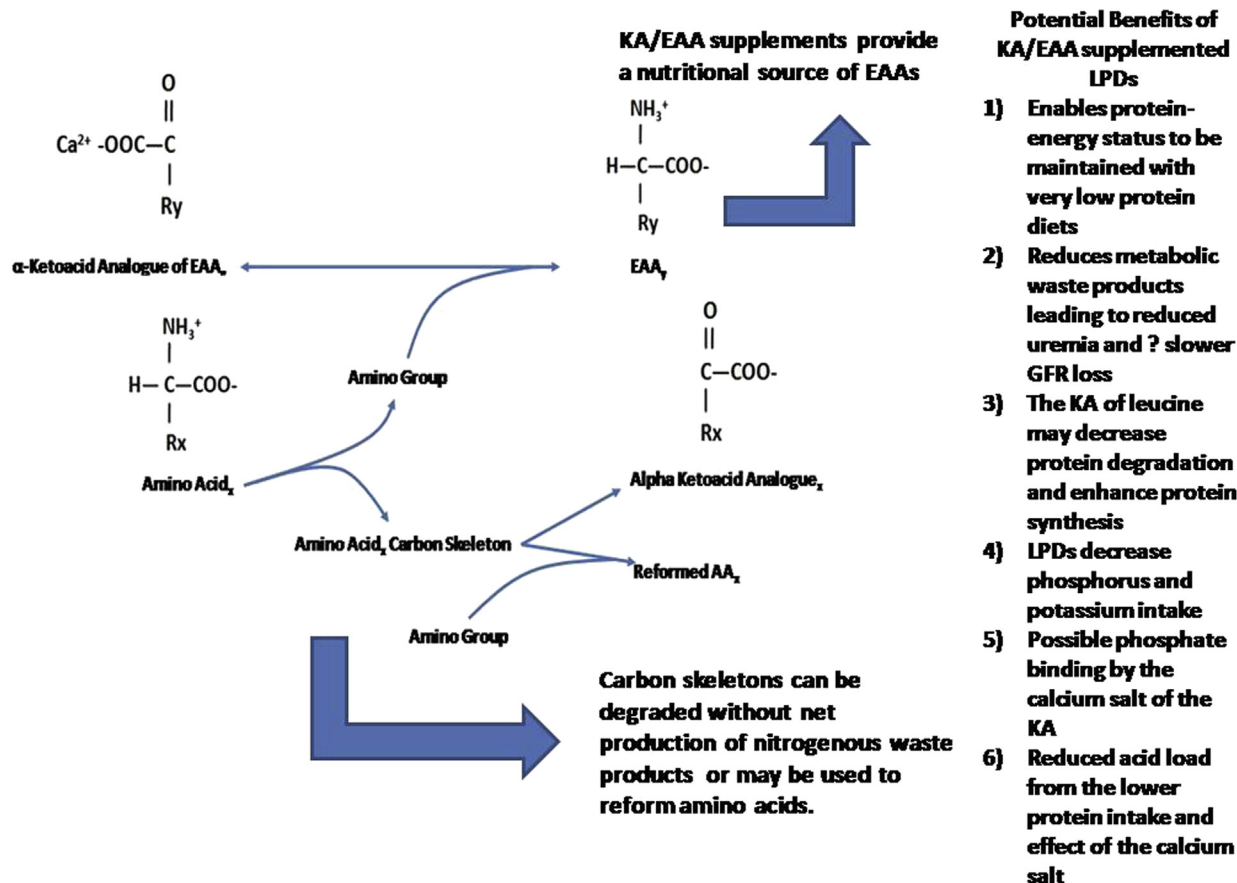 KA/EAA supplements provide
a nutritional source of EAAs
O
||
Ca²⁺ -OOC—C
|
Ry
α-Ketoacid Analogue of EAAᵧ
NH₃⁺
|
H—C—COO-
|
Ry
EAAᵧ
NH₃⁺
|
H—C—COO-
|
Rx
Amino Acidₓ
Amino Group
O
||
C—COO-
|
Rx
Alpha Ketoacid Analogueₓ
Amino Acidₓ Carbon Skeleton
Reformed AAₓ
Amino Group
Carbon skeletons can be
degraded without net
production of nitrogenous waste
products or may be used to
reform amino acids.
Potential Benefits of
KA/EAA supplemented
LPDs
1) Enables protein-
energy status to be
maintained with
very low protein
diets
2) Reduces metabolic
waste products
leading to reduced
uremia and ? slower
GFR loss
3) The KA of leucine
may decrease
protein degradation
and enhance protein
synthesis
4) LPDs decrease
phosphorus and
potassium intake
5) Possible phosphate
binding by the
calcium salt of the
KA
6) Reduced acid load
from the lower
protein intake and
effect of the calcium
salt